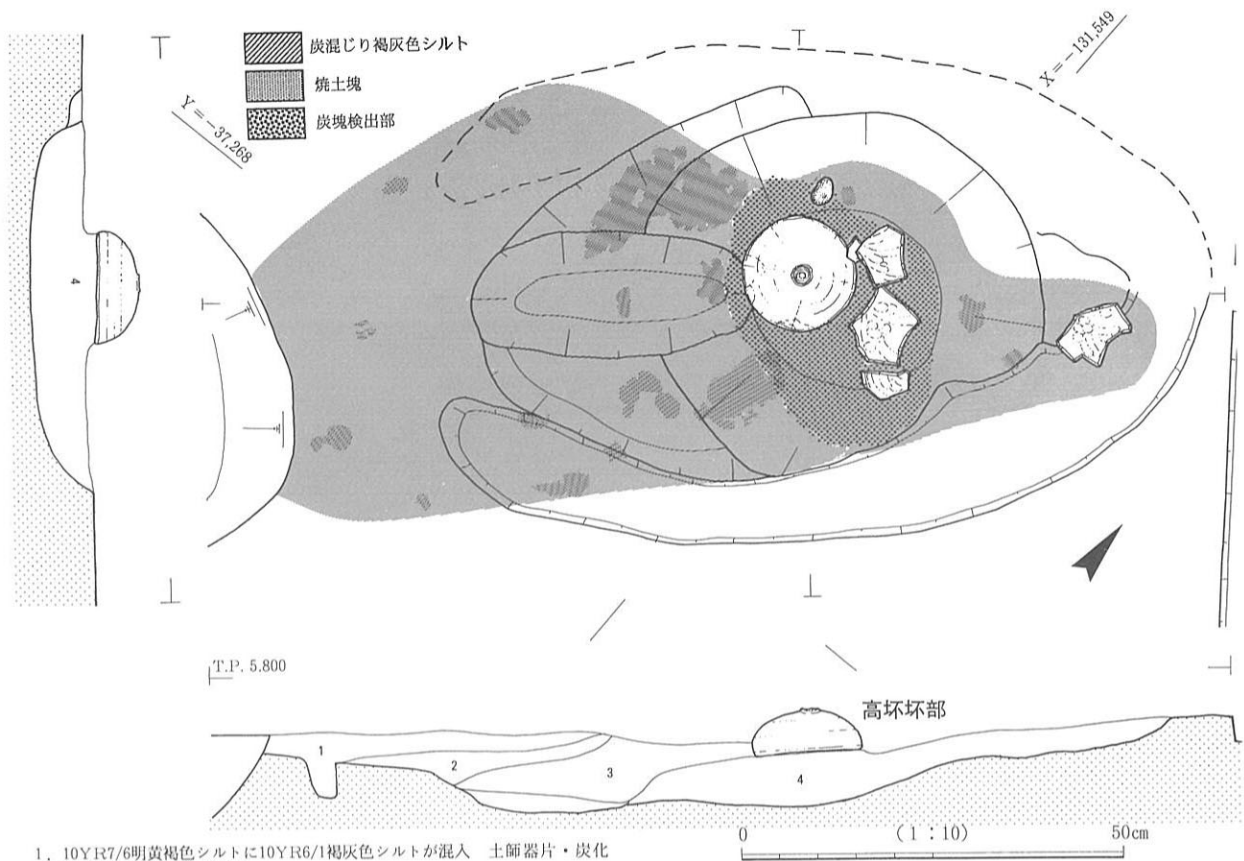 炭混じり褐灰色シルト
焼土塊
炭塊検出部
Y=-37,268
X=-131,549
4
T.P. 5.800
高坏坏部
1
2
3
4
0 (1:10) 50cm
1. 10YR7/6明黄褐色シルトに10YR6/1褐灰色シルトが混入 土師器片・炭化